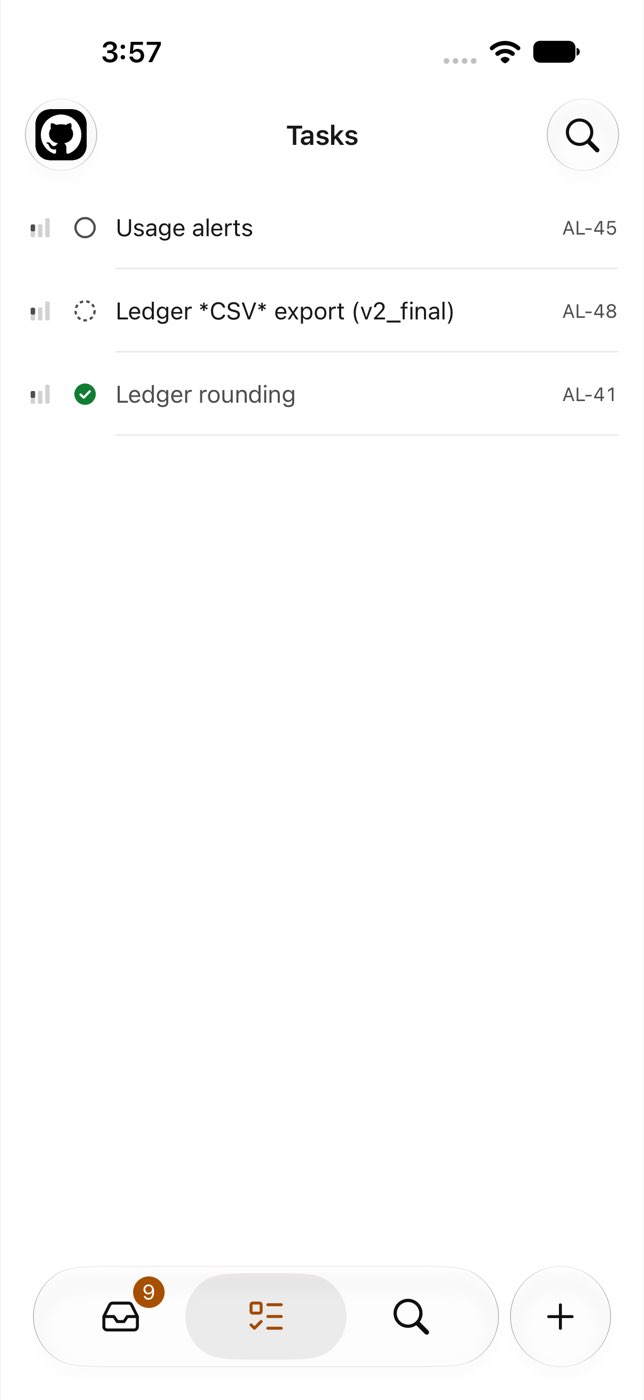 3:57
Tasks
Usage alerts AL-45
Ledger *CSV* export (v2_final) AL-48
Ledger rounding AL-41
9